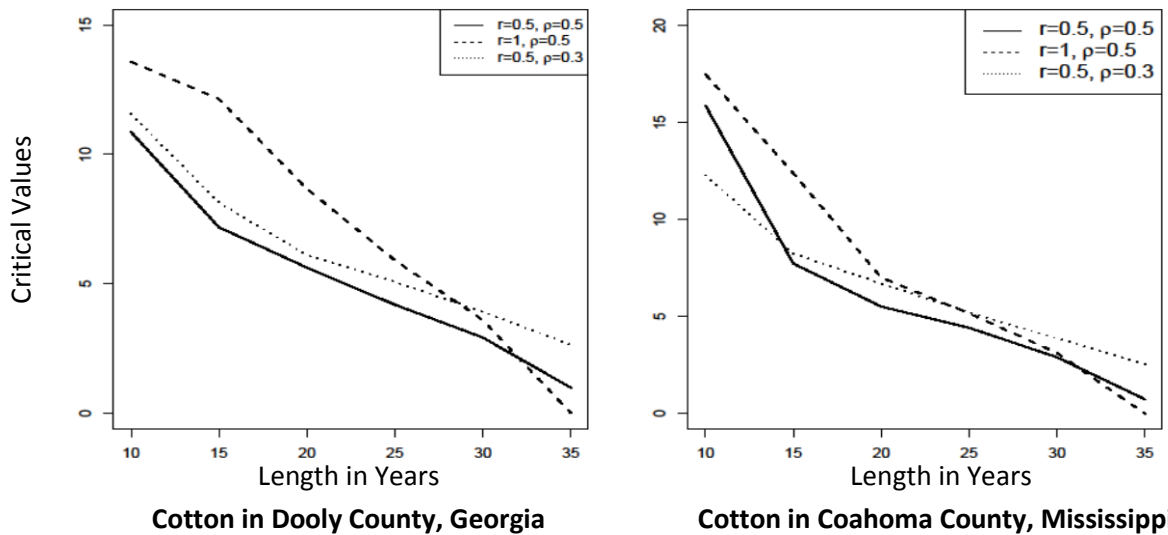 r=0.5, ρ=0.5
r=1, ρ=0.5
r=0.5, ρ=0.3
15
10
5
0
Critical Values
10 15 20 25 30 35
Length in Years
Cotton in Dooly County, Georgia
r=0.5, ρ=0.5
r=1, ρ=0.5
r=0.5, ρ=0.3
20
15
10
5
0
10 15 20 25 30 35
Length in Years
Cotton in Coahoma County, Mississippi